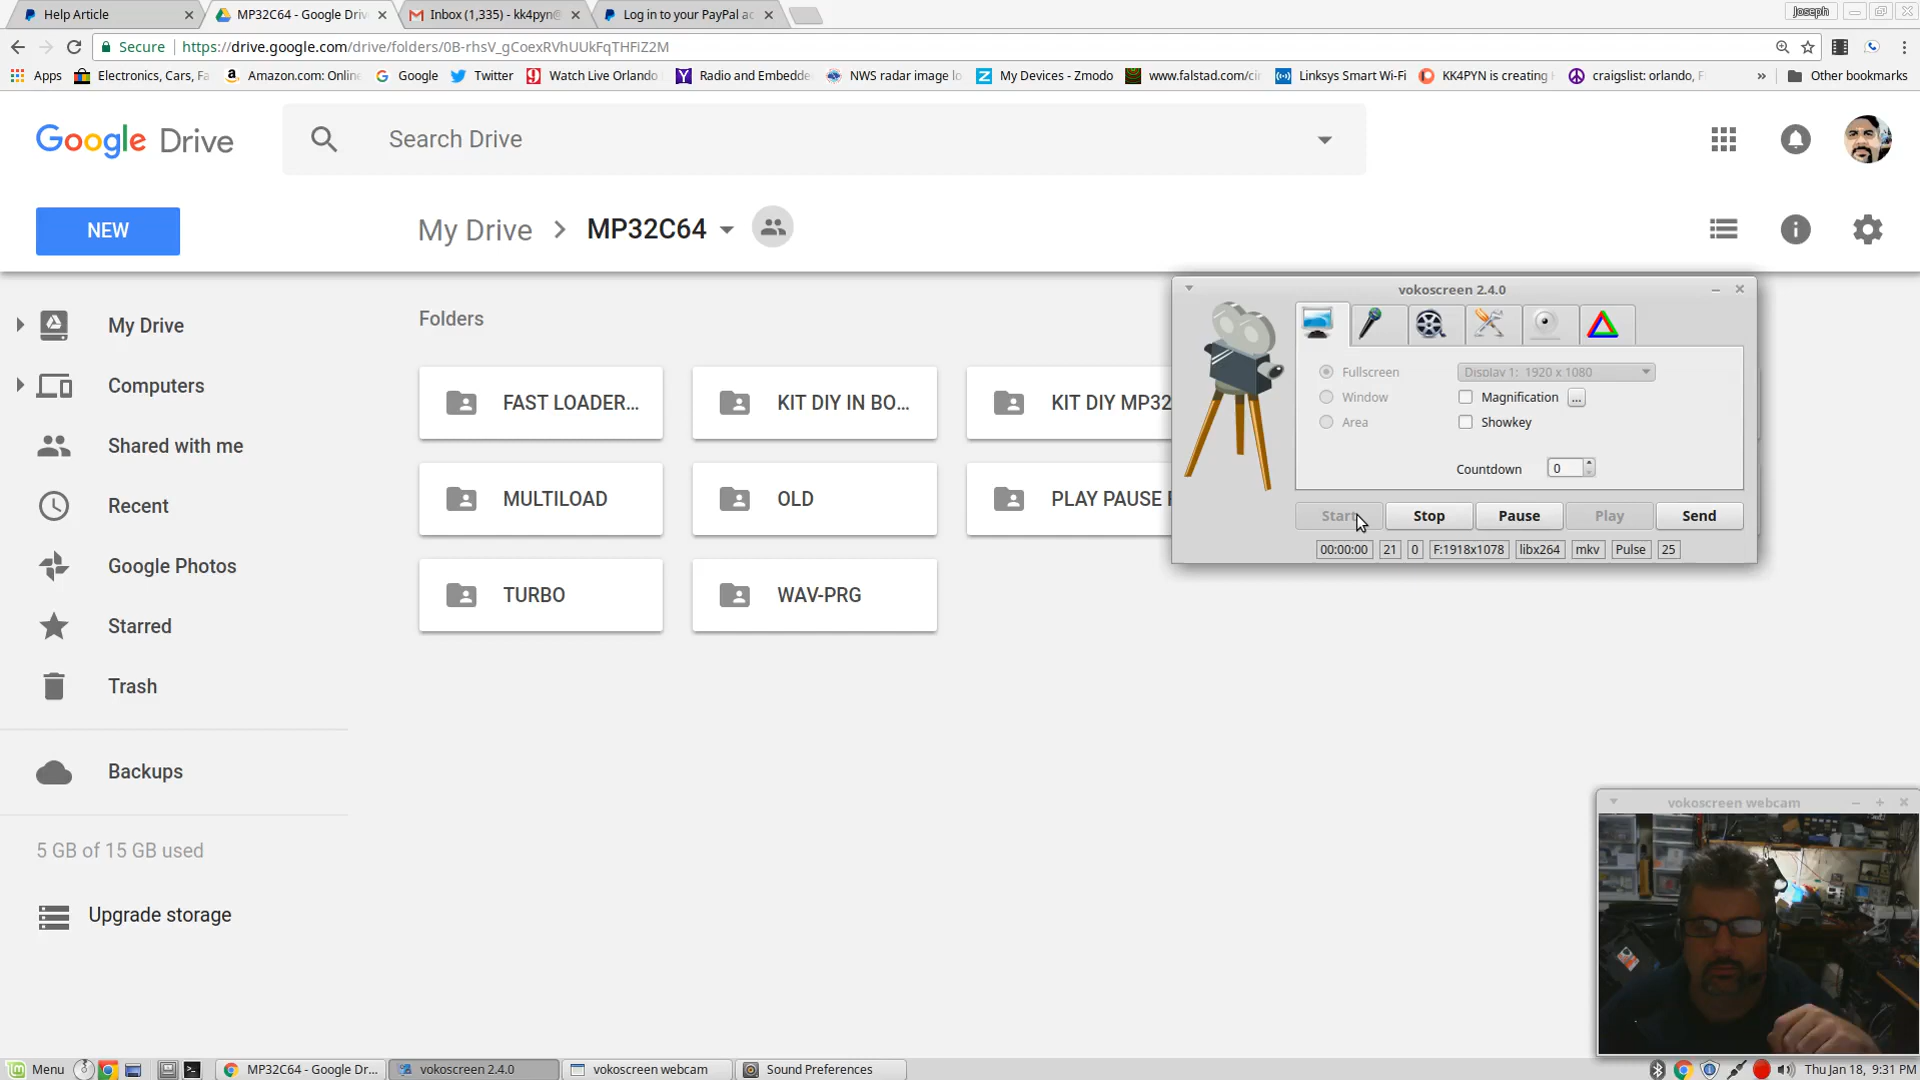 Help Article
MP32C64 - Google Driv
Inbox (1,335) - kk4pyn@
Log in to your PayPal ac
Joseph
Secure
https://drive.google.com/drive/folders/0B-rhsV_gCoexRVhUUkFqTHFiZ2M
Apps
Electronics, Cars, Fa
Amazon.com: Online
Google
Twitter
Watch Live Orlando
Radio and Embedde
NWS radar image lo
My Devices - Zmodo
www.falstad.com/cir
Linksys Smart Wi-Fi
KK4PYN is creating
craigslist: orlando, F
»
Other bookmarks
Google Drive
Search Drive
NEW
My Drive > MP32C64
My Drive
Computers
Shared with me
Recent
Google Photos
Starred
Trash
Backups
5 GB of 15 GB used
Upgrade storage
Folders
FAST LOADER...
KIT DIY IN BO...
KIT DIY MP32
MULTILOAD
OLD
PLAY PAUSE
TURBO
WAV-PRG
vokoscreen 2.4.0
Fullscreen
Display 1: 1920 x 1080
Window
Magnification
...
Area
Showkey
Countdown
0
Start
Stop
Pause
Play
Send
00:00:00
21
0
F:1918x1078
libx264
mkv
Pulse
25
vokoscreen webcam
Menu
MP32C64 - Google Dr...
vokoscreen 2.4.0
vokoscreen webcam
Sound Preferences
Thu Jan 18, 9:31 PM